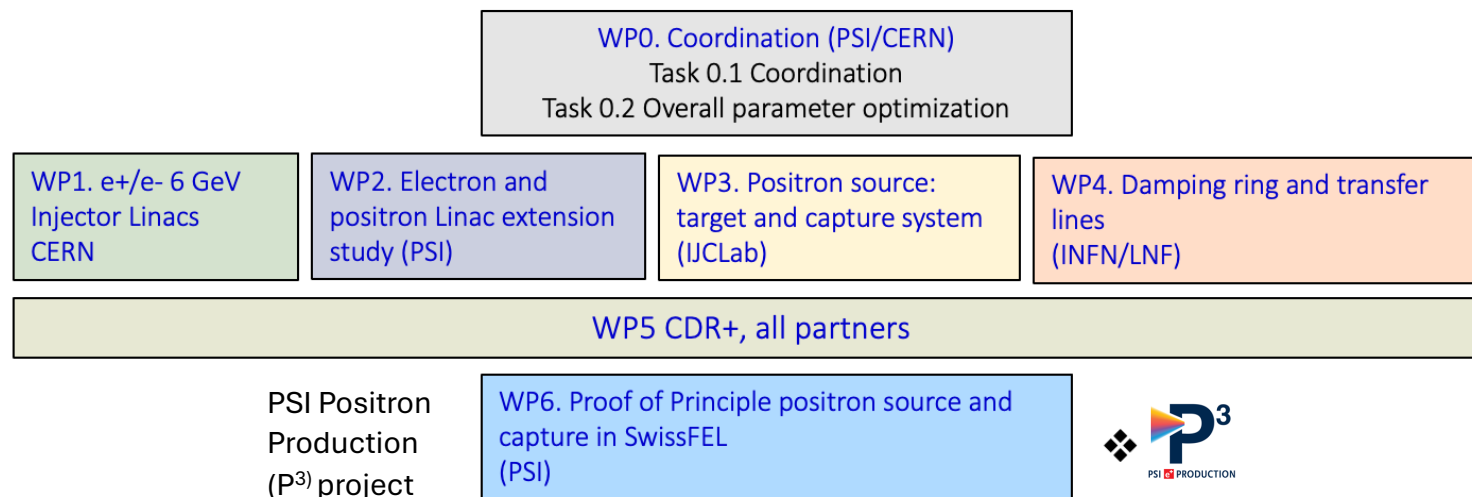 WP0. Coordination (PSI/CERN)
Task 0.1 Coordination
Task 0.2 Overall parameter optimization
WP1. e+/e- 6 GeV
Injector Linacs
CERN
WP2. Electron and
positron Linac extension
study (PSI)
WP3. Positron source:
target and capture system
(IJCLab)
WP4. Damping ring and transfer
lines
(INFN/LNF)
WP5 CDR+, all partners
PSI Positron
Production
(P³⁾ project
WP6. Proof of Principle positron source and
capture in SwissFEL
(PSI)
P³
PSI e⁺ PRODUCTION